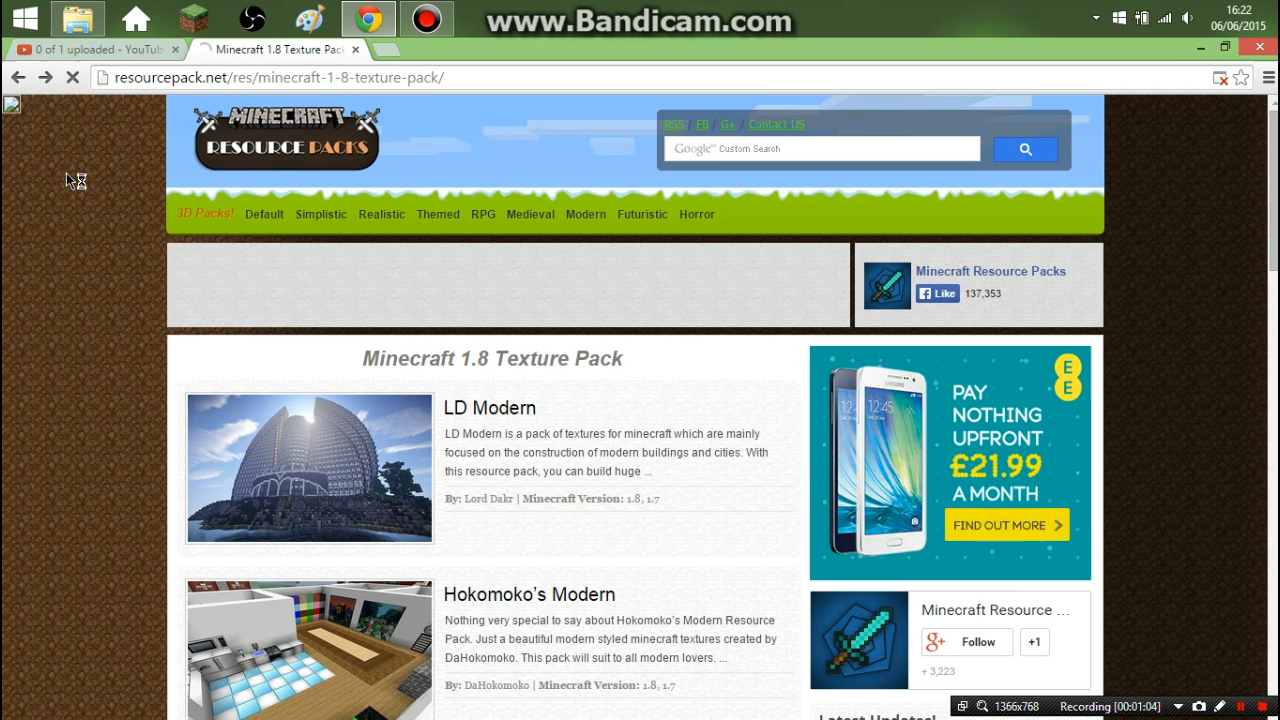 www.Bandicam.com
16:22
06/06/2015
0 of 1 uploaded - YouTub
Minecraft 1.8 Texture Pack
resourcepack.net/res/minecraft-1-8-texture-pack/
MINECRAFT
RESOURCE PACKS
RSS / FB / G+ / Contact US
Google™ Custom Search
3D Packs! Default Simplistic Realistic Themed RPG Medieval Modern Futuristic Horror
Minecraft Resource Packs
Like 137,353
Minecraft 1.8 Texture Pack
LD Modern
LD Modern is a pack of textures for minecraft which are mainly
focused on the construction of modern buildings and cities. With
this resource pack, you can build huge ...
By: Lord Dakr | Minecraft Version: 1.8, 1.7
Hokomoko’s Modern
Nothing very special to say about Hokomoko’s Modern Resource
Pack. Just a beautiful modern styled minecraft textures created by
DaHokomoko. This pack will suit to all modern lovers. ...
By: DaHokomoko | Minecraft Version: 1.8, 1.7
EE
SAMSUNG
12:45
PAY
NOTHING
UPFRONT
£21.99
A MONTH
FIND OUT MORE
Minecraft Resource ...
g+ Follow +1
+ 3,223
Latest Updates!
1366x768 Recording [00:01:04]